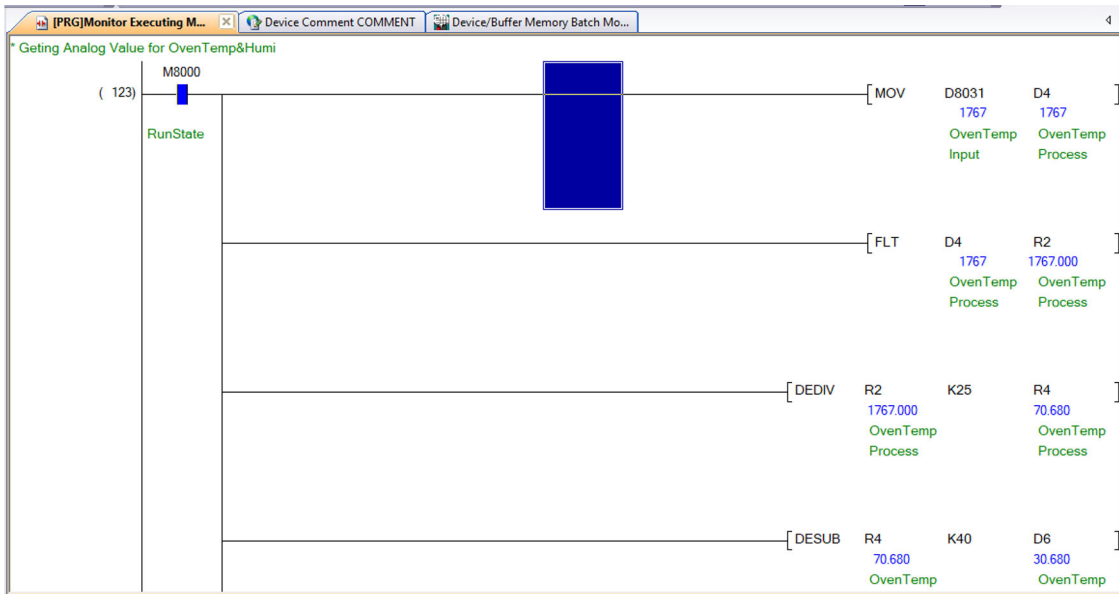 [PRG]Monitor Executing M... Device Comment COMMENT Device/Buffer Memory Batch Mo...
* Geting Analog Value for OvenTemp&Humi
M8000
( 123) [ MOV D8031 D4 ]
1767 1767
RunState OvenTemp OvenTemp
Input Process
[ FLT D4 R2 ]
1767 1767.000
OvenTemp OvenTemp
Process Process
[ DEDIV R2 K25 R4 ]
1767.000 70.680
OvenTemp OvenTemp
Process Process
[ DESUB R4 K40 D6 ]
70.680 30.680
OvenTemp OvenTemp